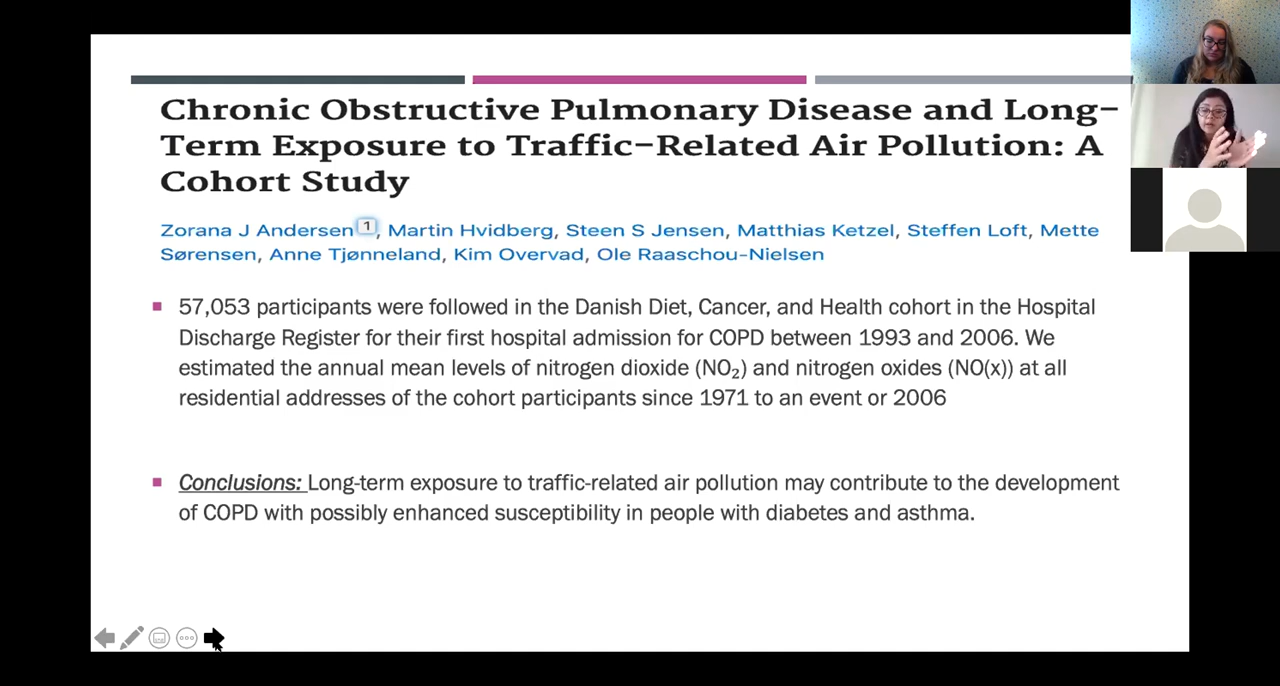 Chronic Obstructive Pulmonary Disease and Long-
Term Exposure to Traffic-Related Air Pollution: A
Cohort Study
Zorana J Andersen 1, Martin Hvidberg, Steen S Jensen, Matthias Ketzel, Steffen Loft, Mette
Sørensen, Anne Tjønneland, Kim Overvad, Ole Raaschou-Nielsen
57,053 participants were followed in the Danish Diet, Cancer, and Health cohort in the Hospital
Discharge Register for their first hospital admission for COPD between 1993 and 2006. We
estimated the annual mean levels of nitrogen dioxide (NO₂) and nitrogen oxides (NO(x)) at all
residential addresses of the cohort participants since 1971 to an event or 2006
Conclusions: Long-term exposure to traffic-related air pollution may contribute to the development
of COPD with possibly enhanced susceptibility in people with diabetes and asthma.